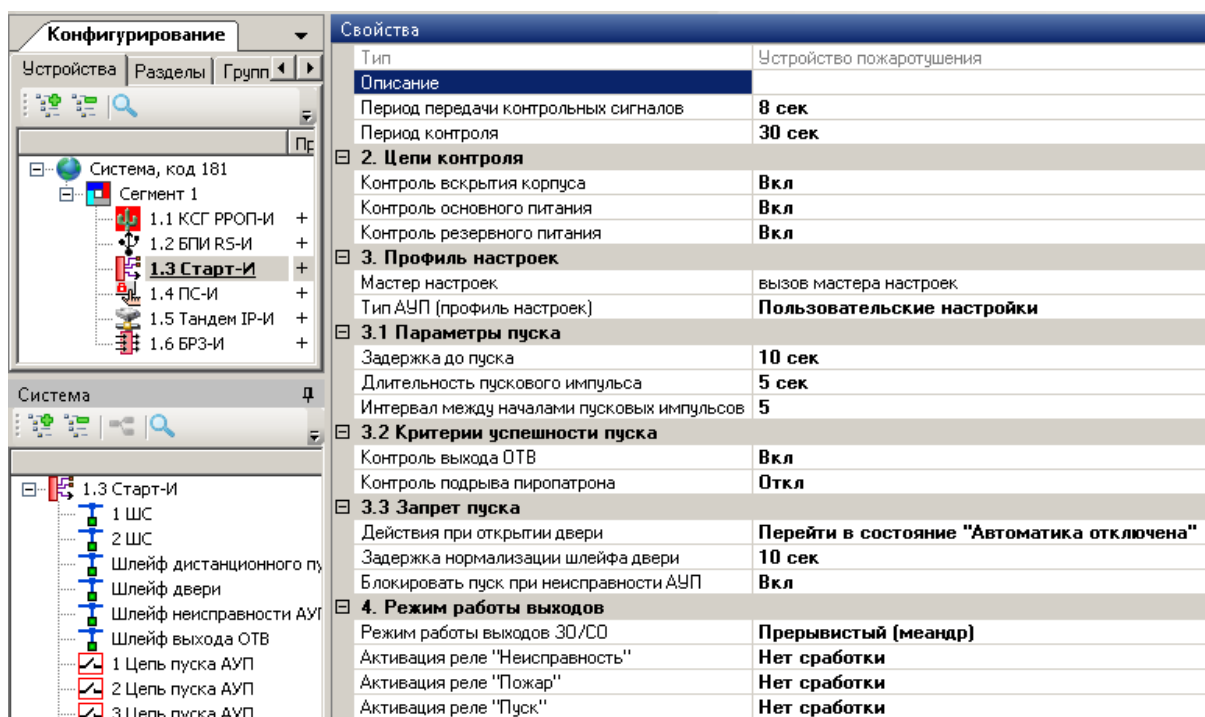 Конфигурирование
Устройства
Разделы
Групп
Система, код 181
Сегмент 1
1.1 КСГ РРОП-И +
1.2 БПИ RS-И +
1.3 Старт-И +
1.4 ПС-И +
1.5 Тандем IP-И +
1.6 БРЗ-И +
Система
1.3 Старт-И
1 ШС
2 ШС
Шлейф дистанционного
Шлейф двери
Шлейф неисправности
Шлейф выхода ОТВ
1 Цепь пуска АУП
2 Цепь пуска АУП
3 Цепь пуска АУП
Свойства
Тип Устройство пожаротушения
Описание
Период передачи контрольных сигналов 8 сек
Период контроля 30 сек
2. Цепи контроля
Контроль вскрытия корпуса Вкл
Контроль основного питания Вкл
Контроль резервного питания Вкл
3. Профиль настроек
Мастер настроек вызов мастера настроек
Тип АУП (профиль настроек) Пользовательские настройки
3.1 Параметры пуска
Задержка до пуска 10 сек
Длительность пускового импульса 5 сек
Интервал между началами пусковых импульсов 5
3.2 Критерии успешности пуска
Контроль выхода ОТВ Вкл
Контроль подрыва пиропатрона Откл
3.3 Запрет пуска
Действия при открытии двери Перейти в состояние "Автоматика отключена"
Задержка нормализации шлейфа двери 10 сек
Блокировать пуск при неисправности АУП Вкл
4. Режим работы выходов
Режим работы выходов ЗО/СО Прерывистый (меандр)
Активация реле "Неисправность" Нет сработки
Активация реле "Пожар" Нет сработки
Активация реле "Пуск" Нет сработки